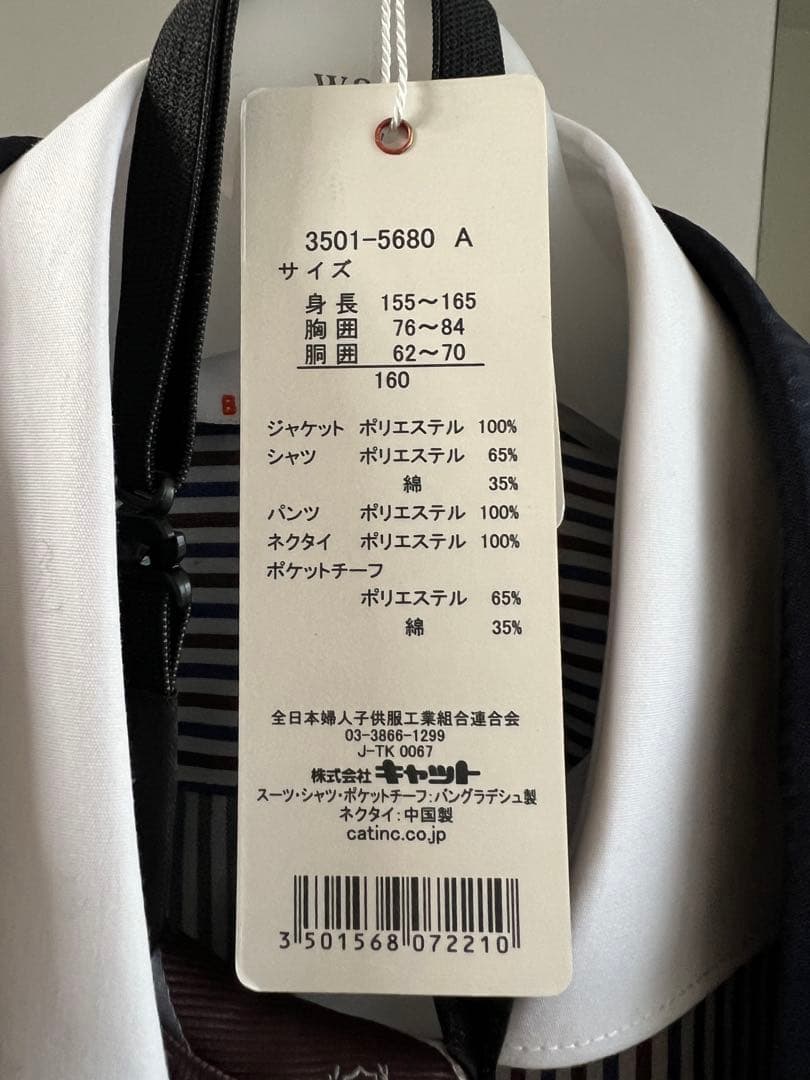 3501-5680 A
サイズ
身長 155～165
胸囲 76～84
胴囲 62～70
160
ジャケット ポリエステル 100%
シャツ ポリエステル 65%
綿 35%
パンツ ポリエステル 100%
ネクタイ ポリエステル 100%
ポケットチーフ
ポリエステル 65%
綿 35%
全日本婦人子供服工業組合連合会
03-3866-1299
J-TK 0067
株式会社キャット
スーツ・シャツ・ポケットチーフ:バングラデシュ製
ネクタイ:中国製
catinc.co.jp
3 501568 072210